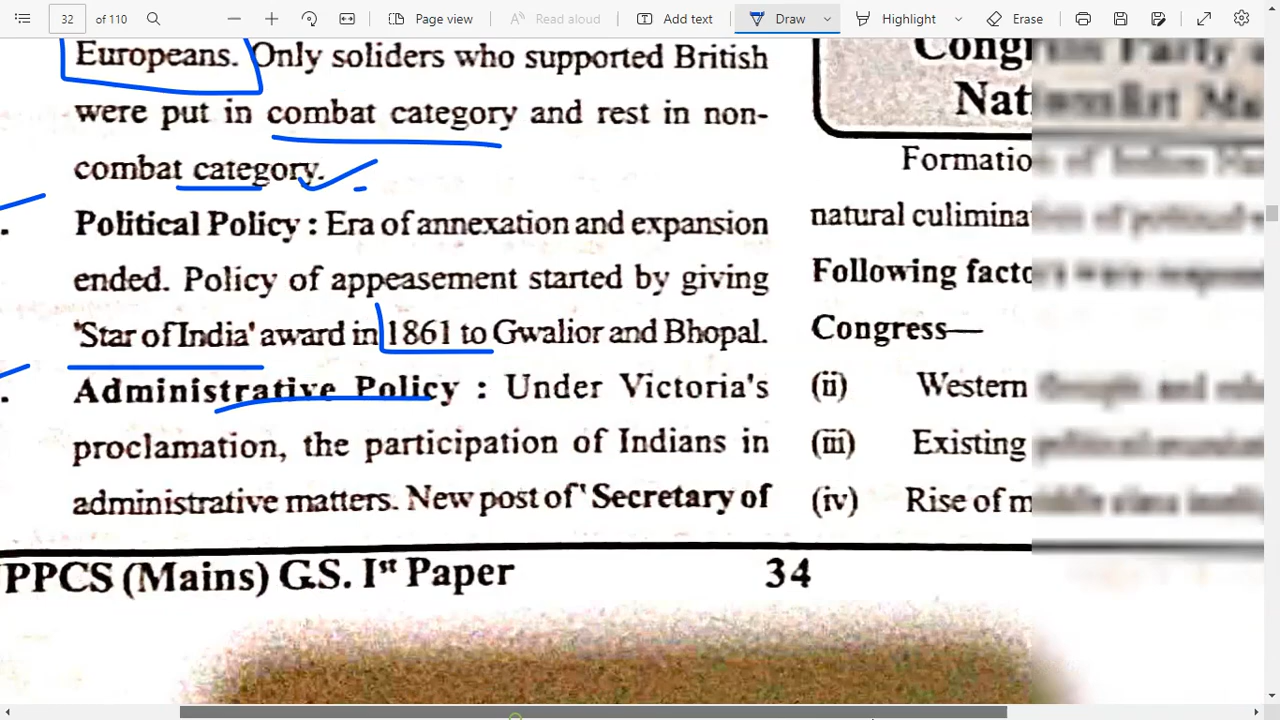 32 of 110 Page view Read aloud Add text Draw Highlight Erase
Europeans. Only soliders who supported British
were put in combat category and rest in non-
combat category.
Political Policy : Era of annexation and expansion
ended. Policy of appeasement started by giving
'Star of India' award in 1861 to Gwalior and Bhopal.
Administrative Policy : Under Victoria's
proclamation, the participation of Indians in
administrative matters. New post of ' Secretary of
Formatio
natural culimina
Following facto
Congress—
(ii) Western
(iii) Existing
(iv) Rise of m
PPCS (Mains) G.S. Ist Paper 34